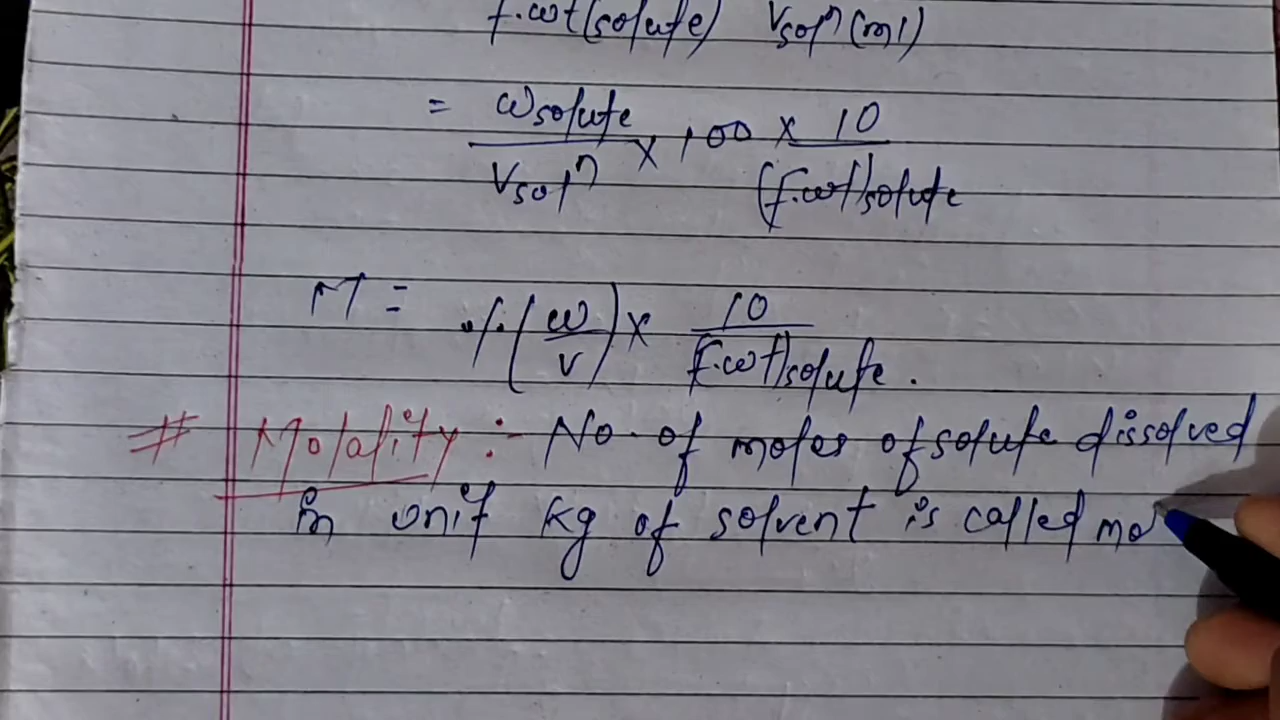 f.wt(solute) Vsolⁿ(ml)
= Wsolute / Vsolⁿ × 100 × 10 / (F.wt)solute
M = %(w/v) × 10 / (F.wt)solute.
# Molality :- No. of moles of solute dissolved
in unit kg of solvent is called mo